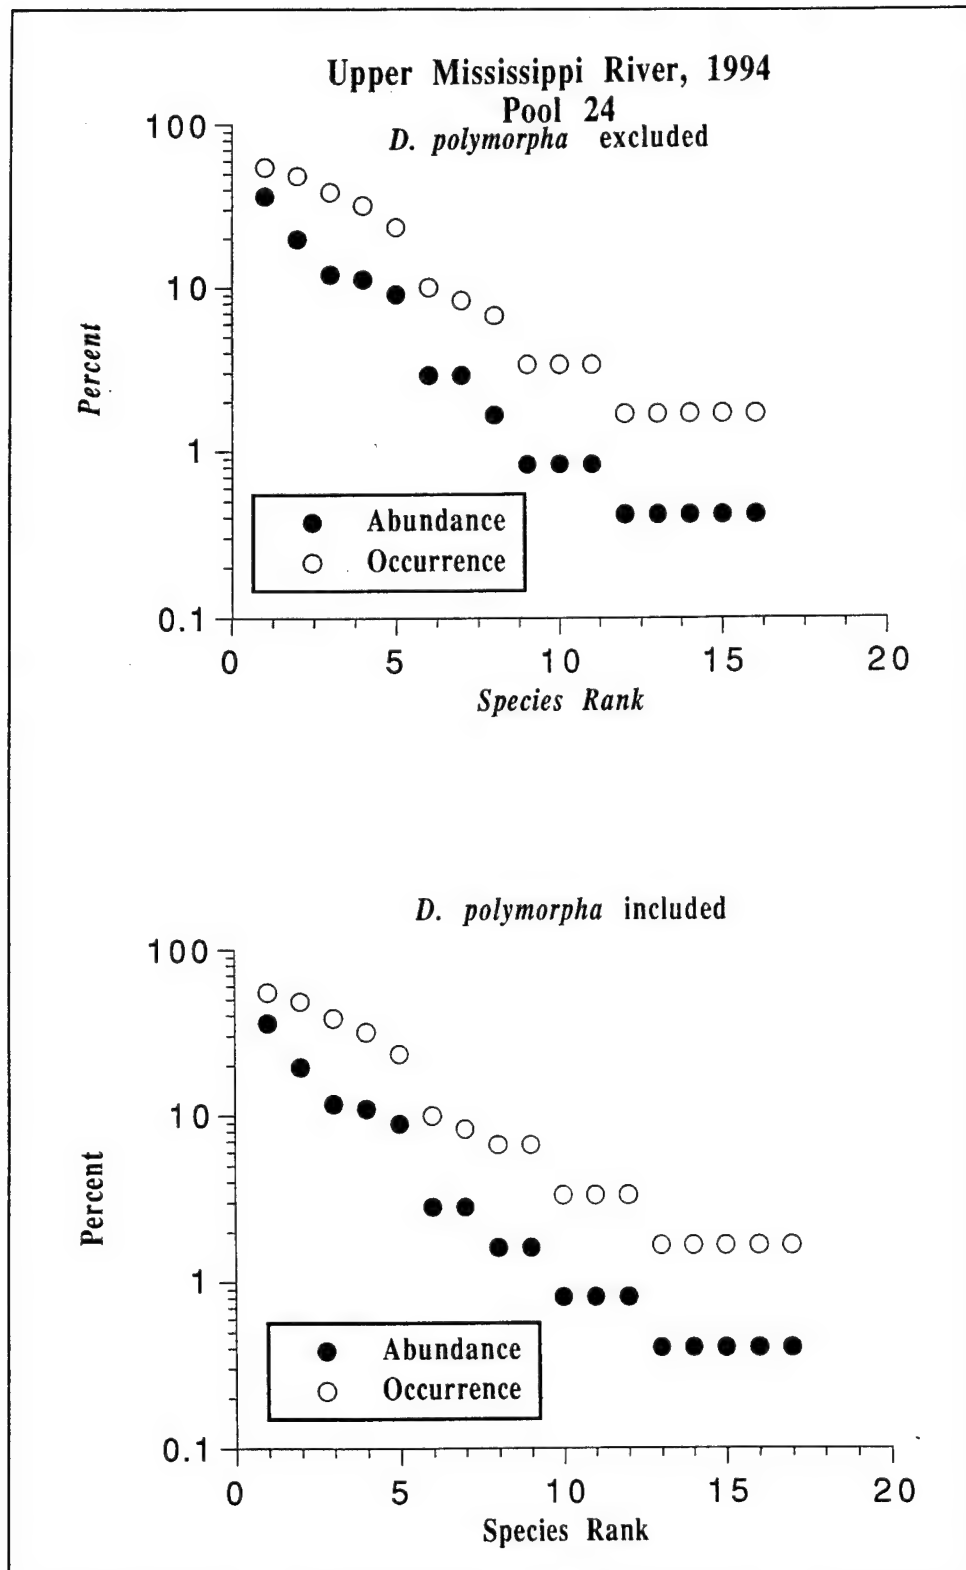 Upper Mississippi River, 1994
Pool 24
D. polymorpha excluded
100
10
1
0.1
Percent
Abundance
Occurrence
0 5 10 15 20
Species Rank
D. polymorpha included
100
10
1
0.1
Percent
Abundance
Occurrence
0 5 10 15 20
Species Rank